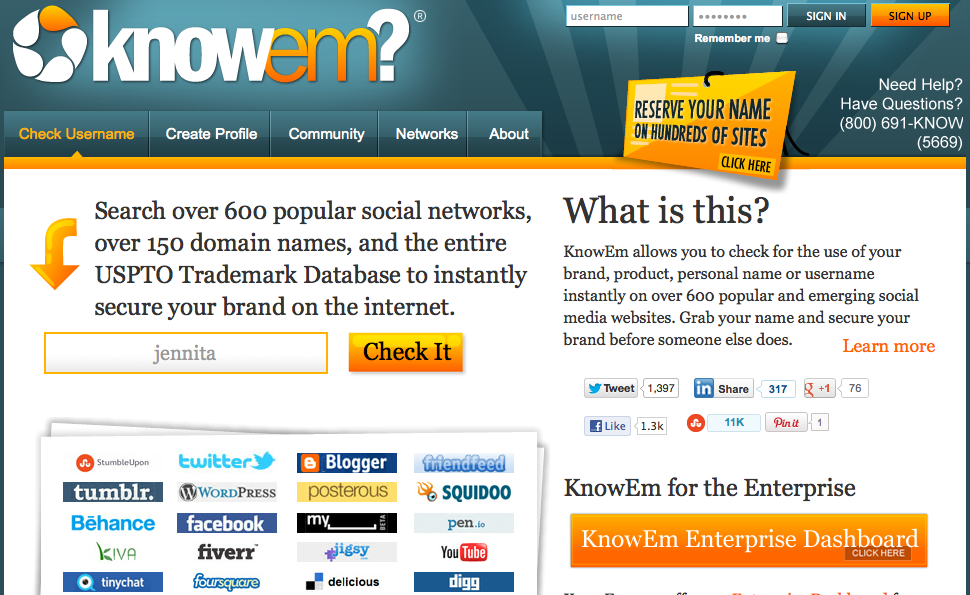 knowem?®
username
SIGN IN
SIGN UP
Remember me
RESERVE YOUR NAME
ON HUNDREDS OF SITES
CLICK HERE
Need Help?
Have Questions?
(800) 691-KNOW
(5669)
Check Username
Create Profile
Community
Networks
About
Search over 600 popular social networks,
over 150 domain names, and the entire
USPTO Trademark Database to instantly
secure your brand on the internet.
jennita
Check It
What is this?
KnowEm allows you to check for the use of your
brand, product, personal name or username
instantly on over 600 popular and emerging social
media websites. Grab your name and secure your
brand before someone else does.
Learn more
Tweet 1,397
in Share 317
g +1 76
f Like 1.3k
11K
Pin it 1
StumbleUpon twitter Blogger friendfeed
tumblr. WORDPRESS posterous SQUIDOO
Bēhance facebook my BETA pen.io
KIVA fiverr™ jigsy YouTube
tinychat foursquare delicious digg
KnowEm for the Enterprise
KnowEm Enterprise Dashboard
CLICK HERE